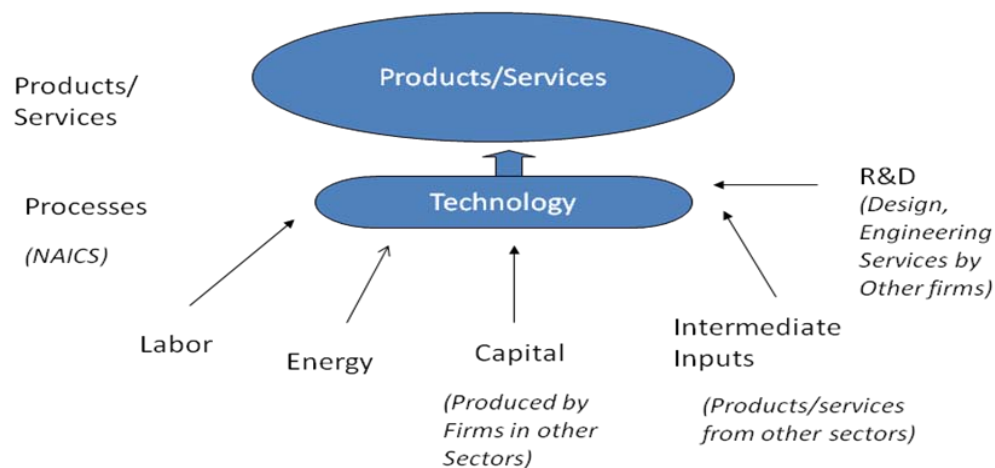 Products/Services
Products/
Services
Technology
R&D
(Design,
Engineering
Services by
Other firms)
Processes
(NAICS)
Labor
Energy
Capital
(Produced by
Firms in other
Sectors)
Intermediate
Inputs
(Products/services
from other sectors)